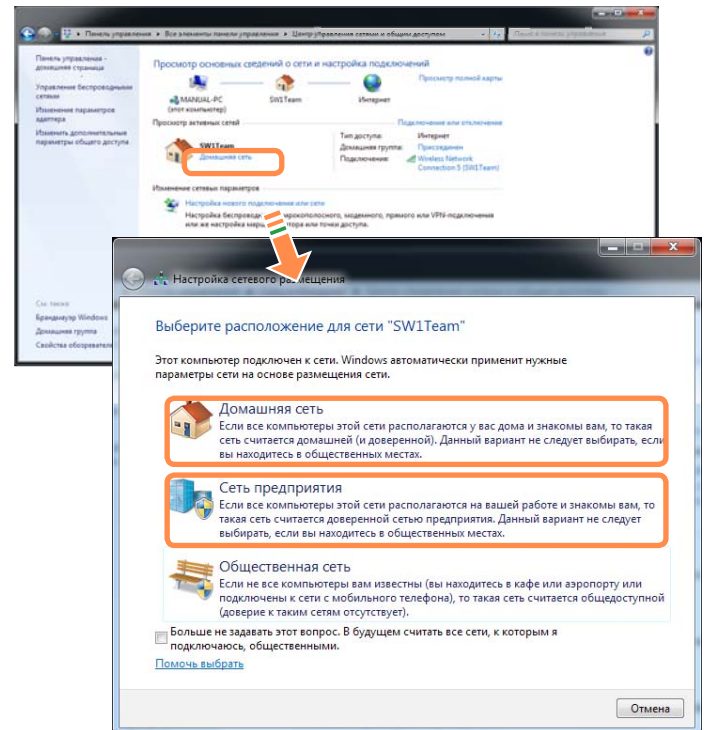 Панель управления ▸ Все элементы панели управления ▸ Центр управления сетями и общим доступом
Поиск в панели управления
Панель управления -
домашняя страница
Управление беспроводными
сетями
Изменение параметров
адаптера
Изменить дополнительные
параметры общего доступа
См. также
Брандмауэр Windows
Домашняя группа
Свойства обозревателя
Просмотр основных сведений о сети и настройка подключений
Просмотр полной карты
MANUAL-PC
(этот компьютер)
SW1Team
Интернет
Просмотр активных сетей
Подключение или отключение
SW1Team
Домашняя сеть
Тип доступа: Интернет
Домашняя группа: Присоединен
Подключения: Wireless Network
Connection 5 (SW1Team)
Изменение сетевых параметров
Настройка нового подключения или сети
Настройка беспроводного, широкополосного, модемного, прямого или VPN-подключения
или же настройка маршрутизатора или точки доступа.
Настройка сетевого размещения
Выберите расположение для сети "SW1Team"
Этот компьютер подключен к сети. Windows автоматически применит нужные
параметры сети на основе размещения сети.
Домашняя сеть
Если все компьютеры этой сети располагаются у вас дома и знакомы вам, то такая
сеть считается домашней (и доверенной). Данный вариант не следует выбирать, если
вы находитесь в общественных местах.
Сеть предприятия
Если все компьютеры этой сети располагаются на вашей работе и знакомы вам, то
такая сеть считается доверенной сетью предприятия. Данный вариант не следует
выбирать, если вы находитесь в общественных местах.
Общественная сеть
Если не все компьютеры вам известны (вы находитесь в кафе или аэропорту или
подключены к сети с мобильного телефона), то такая сеть считается общедоступной
(доверие к таким сетям отсутствует).
Больше не задавать этот вопрос. В будущем считать все сети, к которым я
подключаюсь, общественными.
Помочь выбрать
Отмена